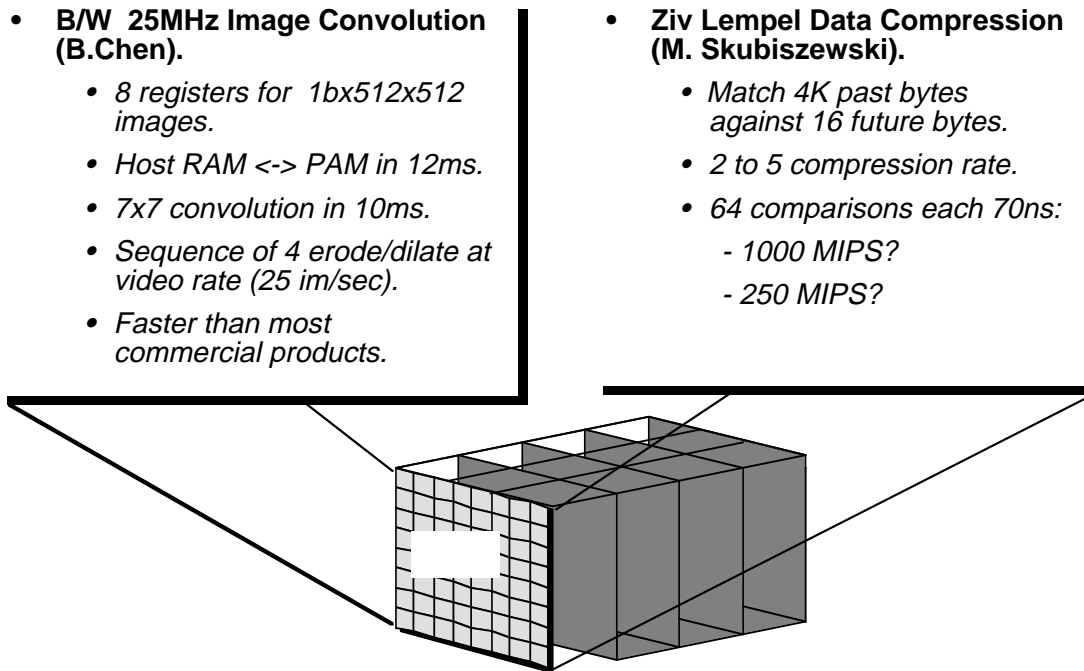 • B/W 25MHz Image Convolution
(B.Chen).
• 8 registers for 1bx512x512
images.
• Host RAM <-> PAM in 12ms.
• 7x7 convolution in 10ms.
• Sequence of 4 erode/dilate at
video rate (25 im/sec).
• Faster than most
commercial products.
• Ziv Lempel Data Compression
(M. Skubiszewski).
• Match 4K past bytes
against 16 future bytes.
• 2 to 5 compression rate.
• 64 comparisons each 70ns:
- 1000 MIPS?
- 250 MIPS?